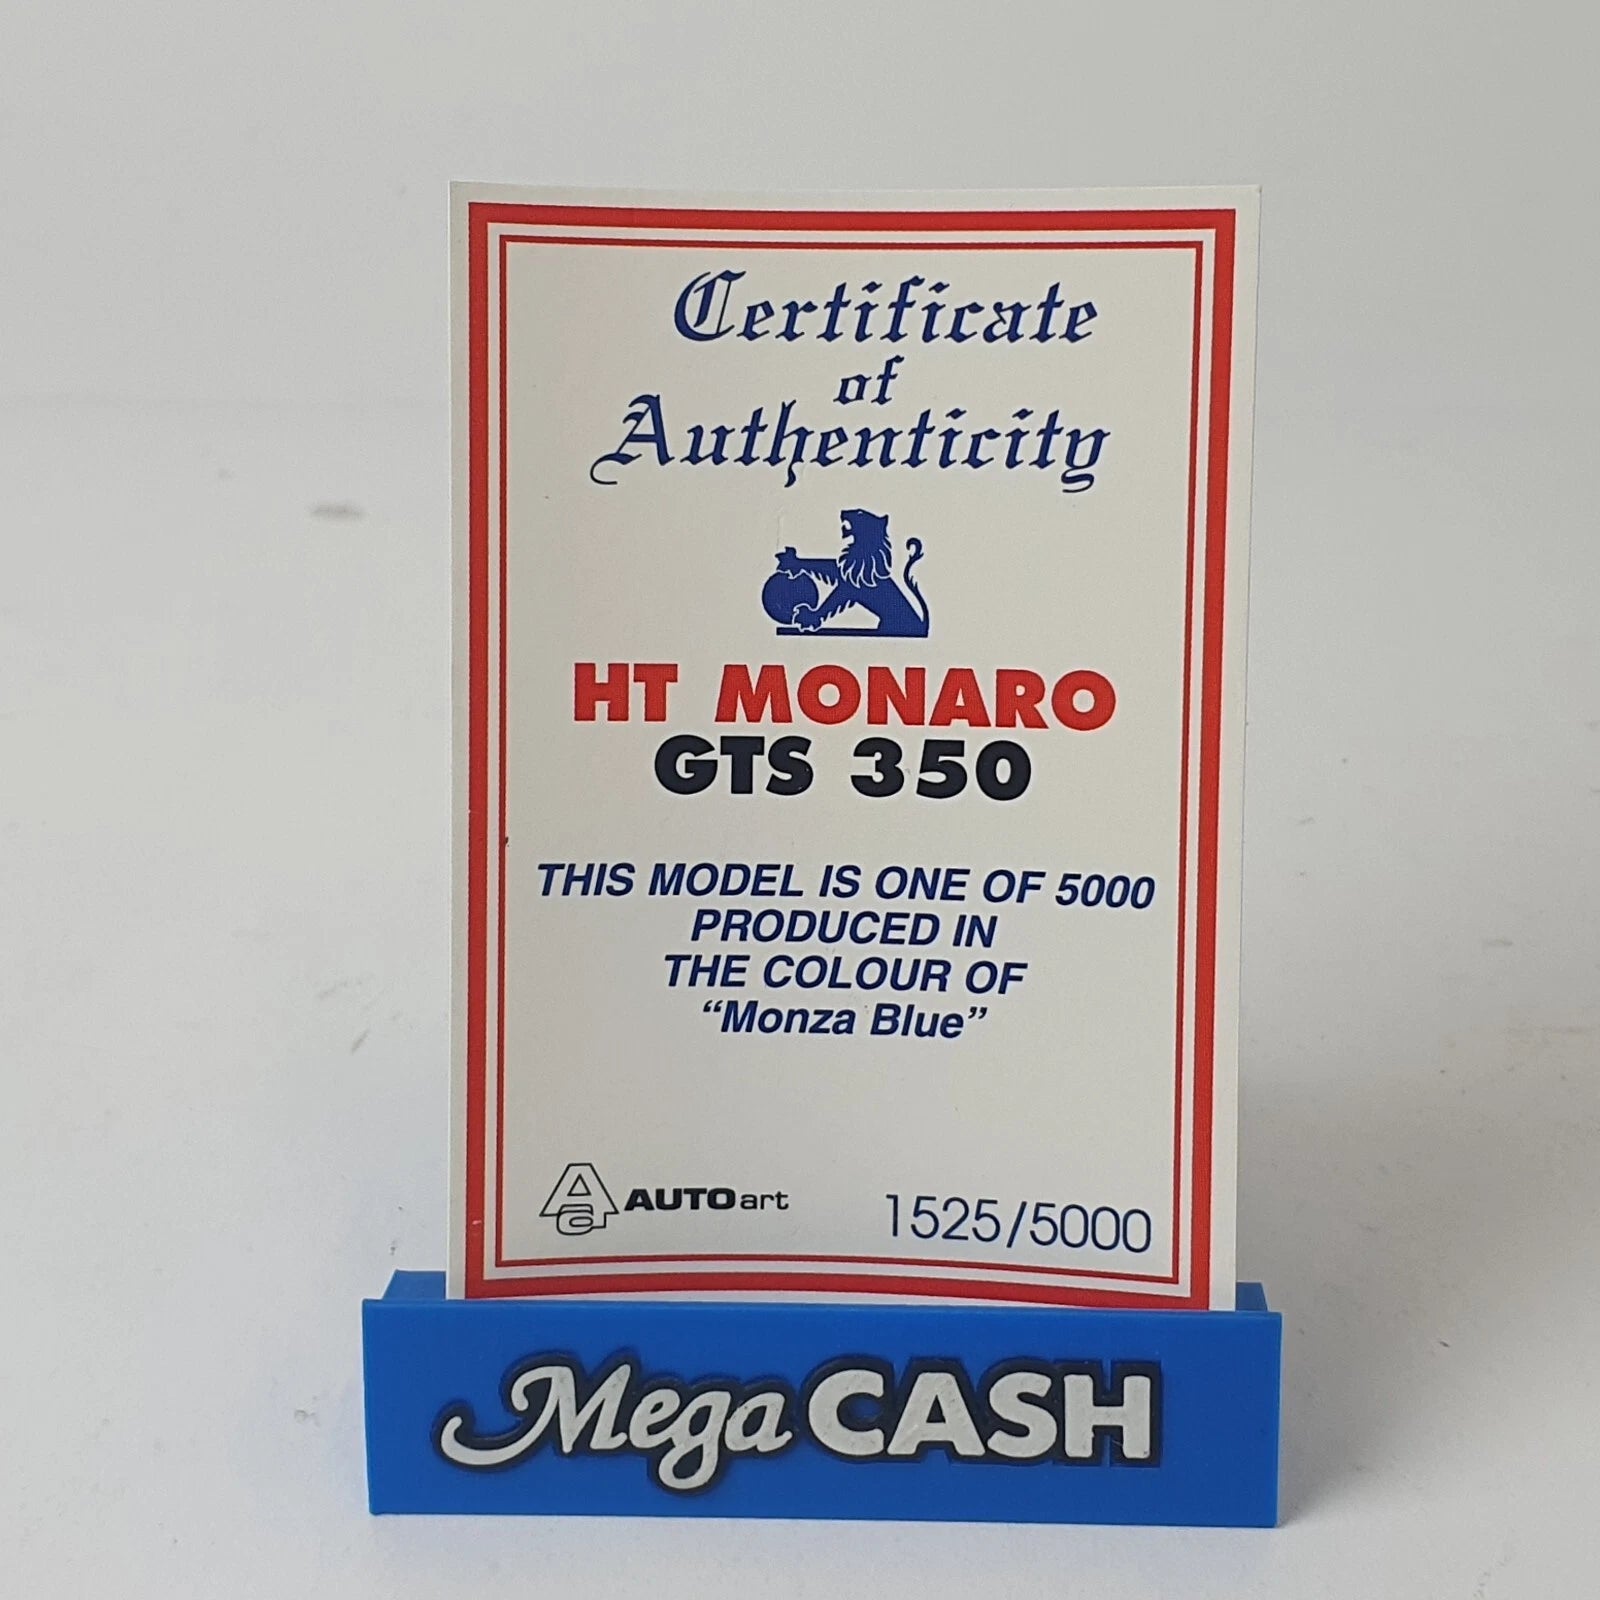 Certificate
of
Authenticity
HT MONARO
GTS 350
THIS MODEL IS ONE OF 5000
PRODUCED IN
THE COLOUR OF
“Monza Blue”
Aa AUTOart 1525/5000
Mega CASH